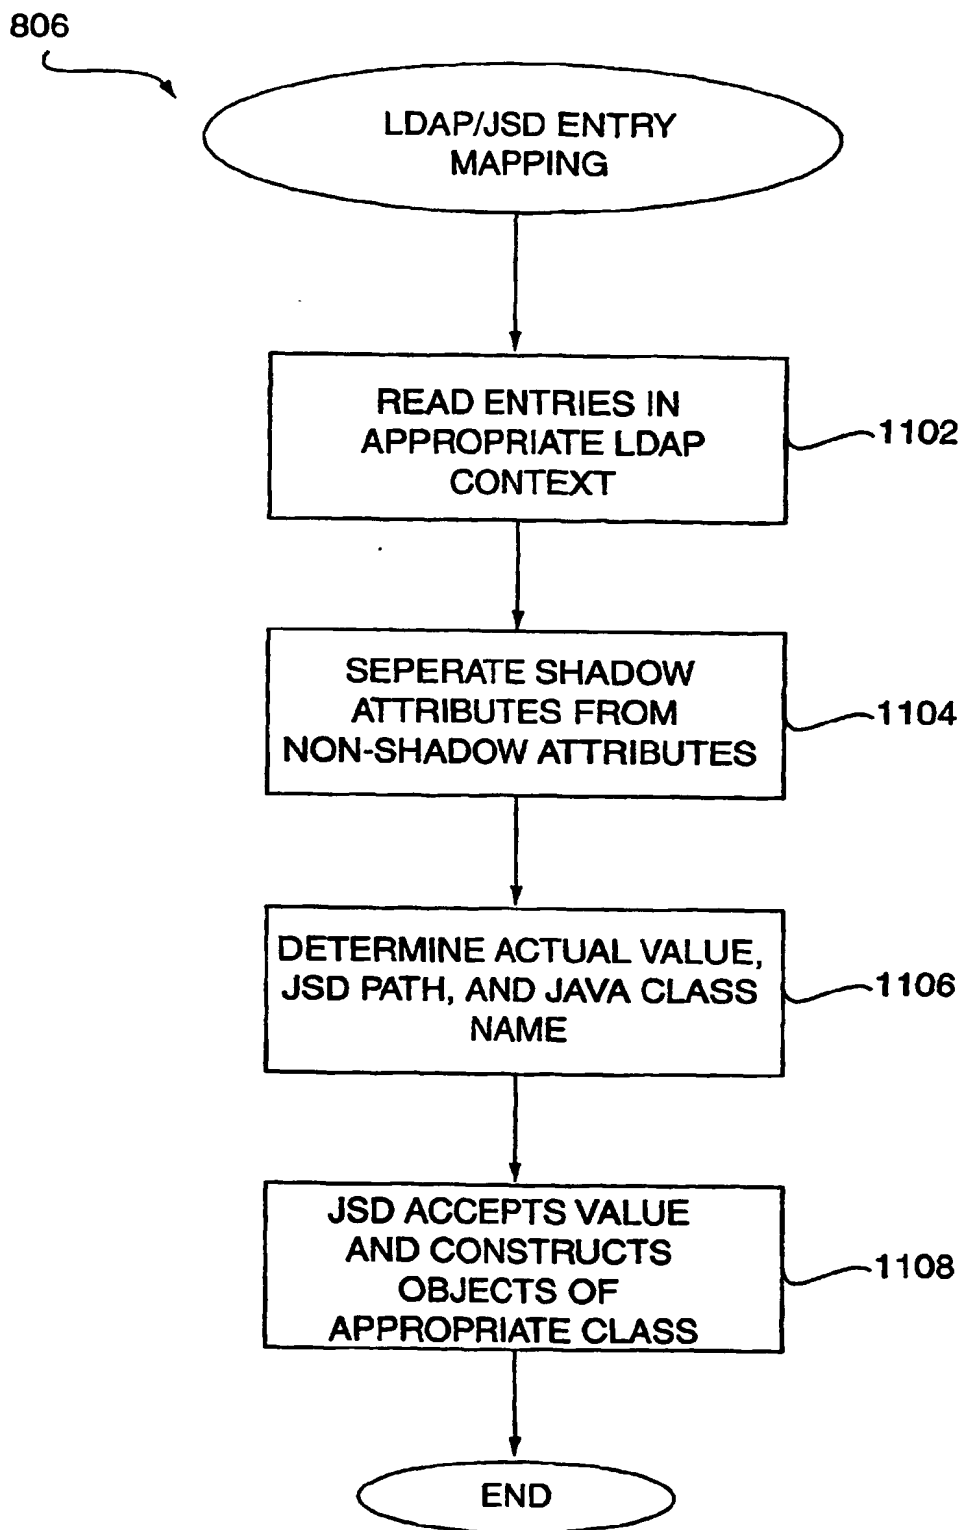 806
LDAP/JSD ENTRY
MAPPING
READ ENTRIES IN
APPROPRIATE LDAP
CONTEXT
1102
SEPERATE SHADOW
ATTRIBUTES FROM
NON-SHADOW ATTRIBUTES
1104
DETERMINE ACTUAL VALUE,
JSD PATH, AND JAVA CLASS
NAME
1106
JSD ACCEPTS VALUE
AND CONSTRUCTS
OBJECTS OF
APPROPRIATE CLASS
1108
END